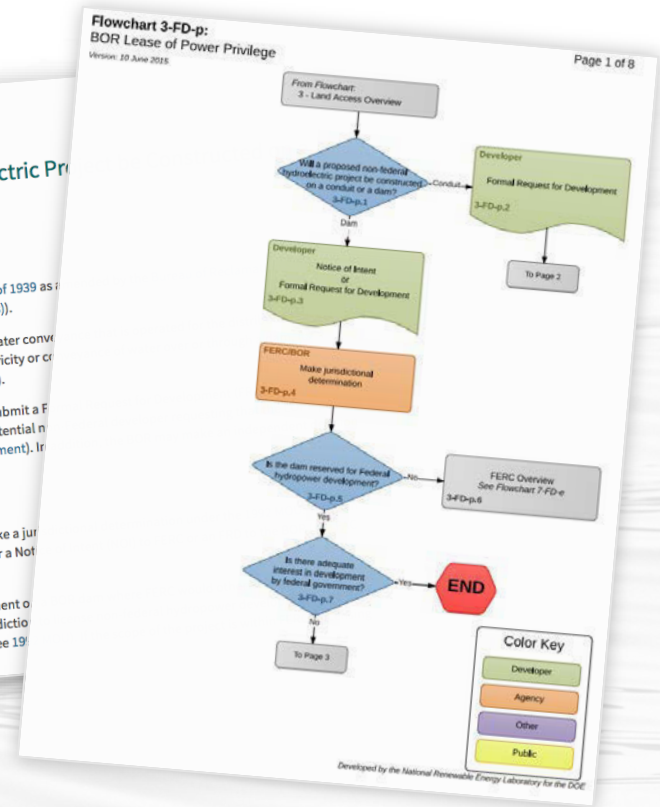 Flowchart 3-FD-p:
BOR Lease of Power Privilege
Version: 10 June 2015
Page 1 of 8
From Flowchart:
3 - Land Access Overview
Will a proposed non-federal
hydroelectric project be constructed
on a conduit or a dam?
3-FD-p.1
Conduit
Developer
Formal Request for Development
3-FD-p.2
Dam
To Page 2
Developer
Notice of Intent
or
Formal Request for Development
3-FD-p.3
FERC/BOR
Make jurisdictional
determination
3-FD-p.4
Is the dam reserved for Federal
hydropower development?
3-FD-p.5
No
FERC Overview
See Flowchart 7-FD-e
3-FD-p.6
Yes
Is there adequate
interest in development
by federal government?
3-FD-p.7
Yes
END
No
To Page 3
Color Key
Developer
Agency
Other
Public
Developed by the National Renewable Energy Laboratory for the DOE
ctric Pr
of 1939 as
)).
ater conve
icity or co
).
ubmit a F
tential n
ment). Ir
ke a jur
r a Not
ent o
dictio
ee 19